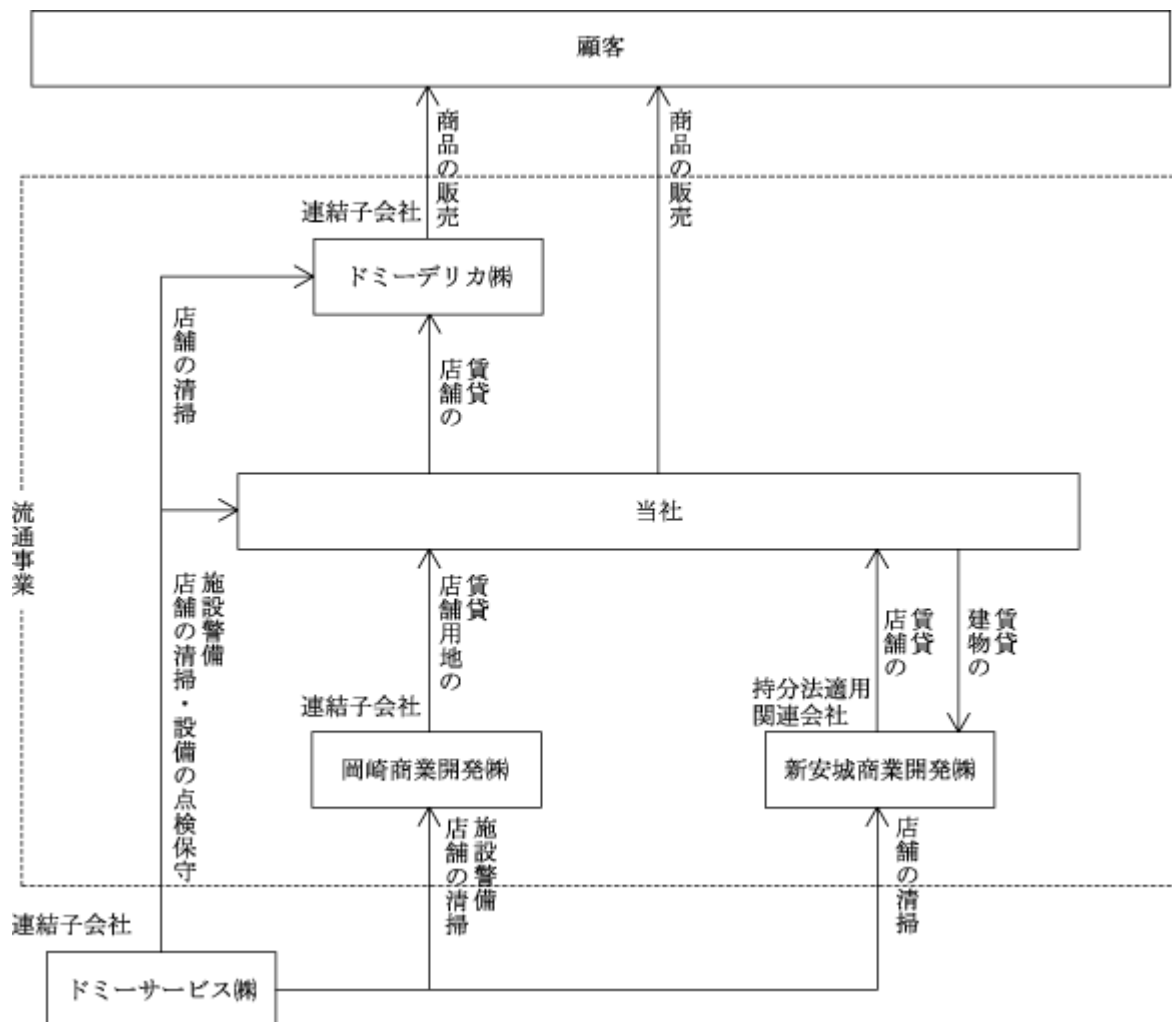 顧客
商品の販売
商品の販売
連結子会社
ドミーデリカ㈱
店舗の清掃
店舗の
賃貸
当社
流通事業
店舗の清掃・設備の点検保守
施設警備
店舗用地の
賃貸
店舗の
賃貸
建物の
賃貸
連結子会社
持分法適用
関連会社
岡崎商業開発㈱
新安城商業開発㈱
店舗の清掃
施設警備
店舗の清掃
連結子会社
ドミーサービス㈱